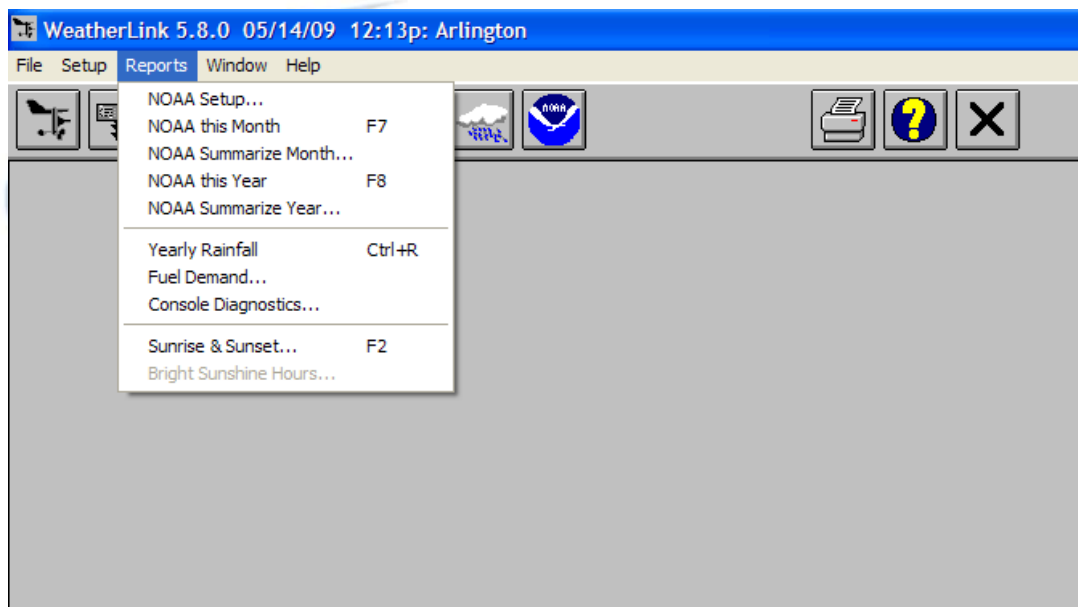 WeatherLink 5.8.0 05/14/09 12:13p: Arlington
File Setup Reports Window Help
NOAA
NOAA Setup...
NOAA this Month F7
NOAA Summarize Month...
NOAA this Year F8
NOAA Summarize Year...
Yearly Rainfall Ctrl+R
Fuel Demand...
Console Diagnostics...
Sunrise & Sunset... F2
Bright Sunshine Hours...